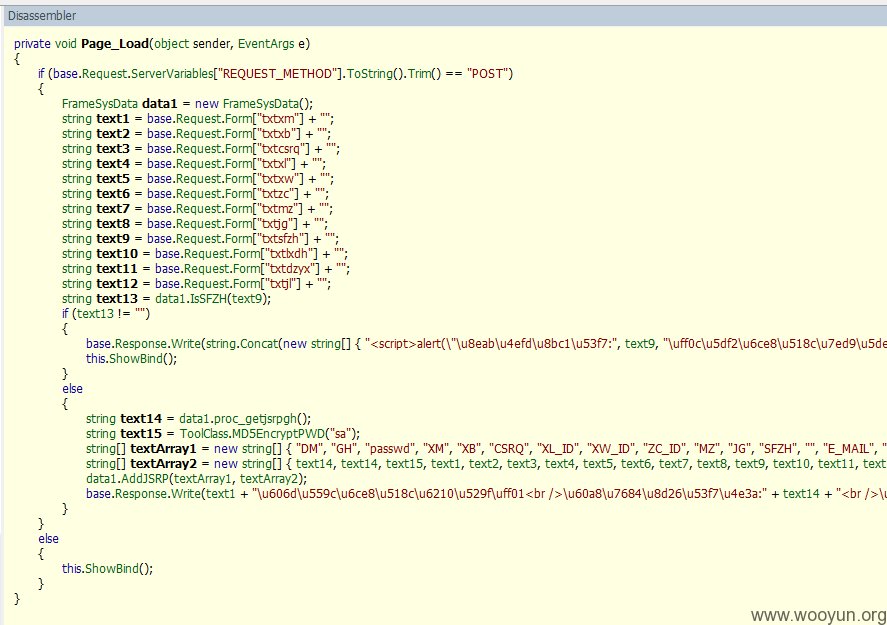 Disassembler
private void Page_Load(object sender, EventArgs e)
{
if (base.Request.ServerVariables["REQUEST_METHOD"].ToString().Trim() == "POST")
{
FrameSysData data1 = new FrameSysData();
string text1 = base.Request.Form["txtxm"] + "";
string text2 = base.Request.Form["txtxb"] + "";
string text3 = base.Request.Form["txtcsrq"] + "";
string text4 = base.Request.Form["txtxl"] + "";
string text5 = base.Request.Form["txtxw"] + "";
string text6 = base.Request.Form["txtzc"] + "";
string text7 = base.Request.Form["txtmz"] + "";
string text8 = base.Request.Form["txtjg"] + "";
string text9 = base.Request.Form["txtsfzh"] + "";
string text10 = base.Request.Form["txtlxdh"] + "";
string text11 = base.Request.Form["txtdzyx"] + "";
string text12 = base.Request.Form["txtjl"] + "";
string text13 = data1.IsSFZH(text9);
if (text13 != "")
{
base.Response.Write(string.Concat(new string[] { "<script>alert(\"\u8eab\u4efd\u8bc1\u53f7:", text9, "\uff0c\u5df2\u6ce8\u518c\u7ed9\u5de
this.ShowBind();
}
else
{
string text14 = data1.proc_getjsrpgh();
string text15 = ToolClass.MD5EncryptPWD("sa");
string[] textArray1 = new string[] { "DM", "GH", "passwd", "XM", "XB", "CSRQ", "XL_ID", "XW_ID", "ZC_ID", "MZ", "JG", "SFZH", "", "E_MAIL", "
string[] textArray2 = new string[] { text14, text14, text15, text1, text2, text3, text4, text5, text6, text7, text8, text9, text10, text11, text
data1.AddJSRP(textArray1, textArray2);
base.Response.Write(text1 + "\u606d\u559c\u6ce8\u518c\u6210\u529f\uff01<br />\u60a8\u7684\u8d26\u53f7\u4e3a:" + text14 + "<br />\u
}
}
else
{
this.ShowBind();
}
}
www.wooyun.org